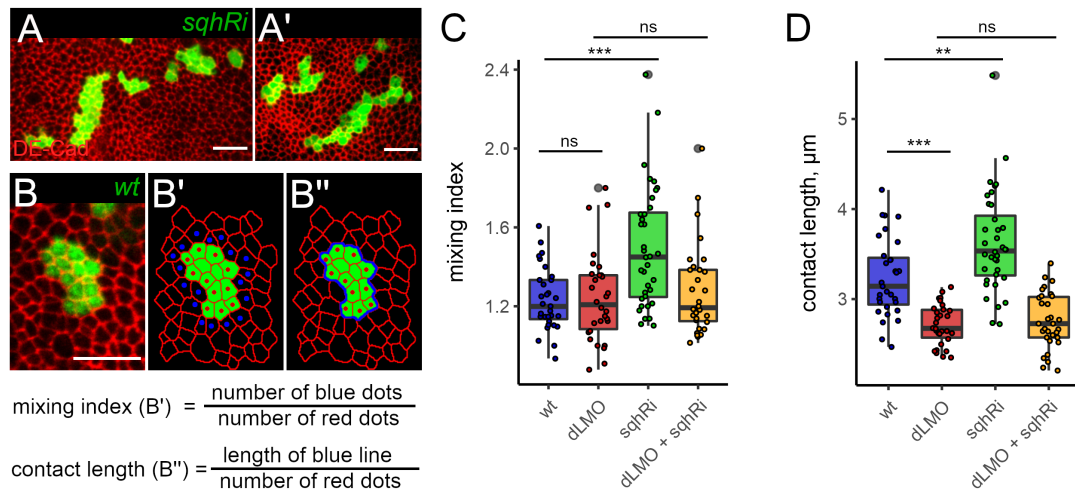 A
sqhRi
A'
DE-Cad
B
wt
B'
B''
mixing index (B') = number of blue dots
number of red dots
contact length (B'') = length of blue line
number of red dots
C
ns
***
ns
mixing index
2.4
2.0
1.6
1.2
wt
dLMO
sqhRi
dLMO + sqhRi
D
ns
**
***
contact length, μm
5
4
3
wt
dLMO
sqhRi
dLMO + sqhRi